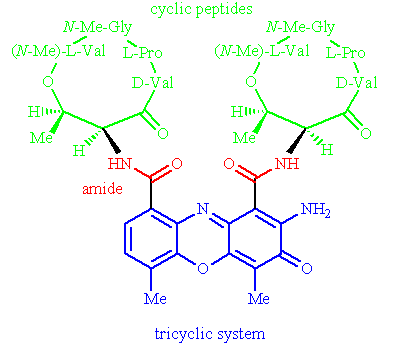 cyclic peptides
N-Me-Gly N-Me-Gly
(N-Me)-L-Val L-Pro (N-Me)-L-Val L-Pro
O D-Val O D-Val
H H
Me O Me O
H H
HN O O NH
amide
N NH2
O O
Me Me
tricyclic system